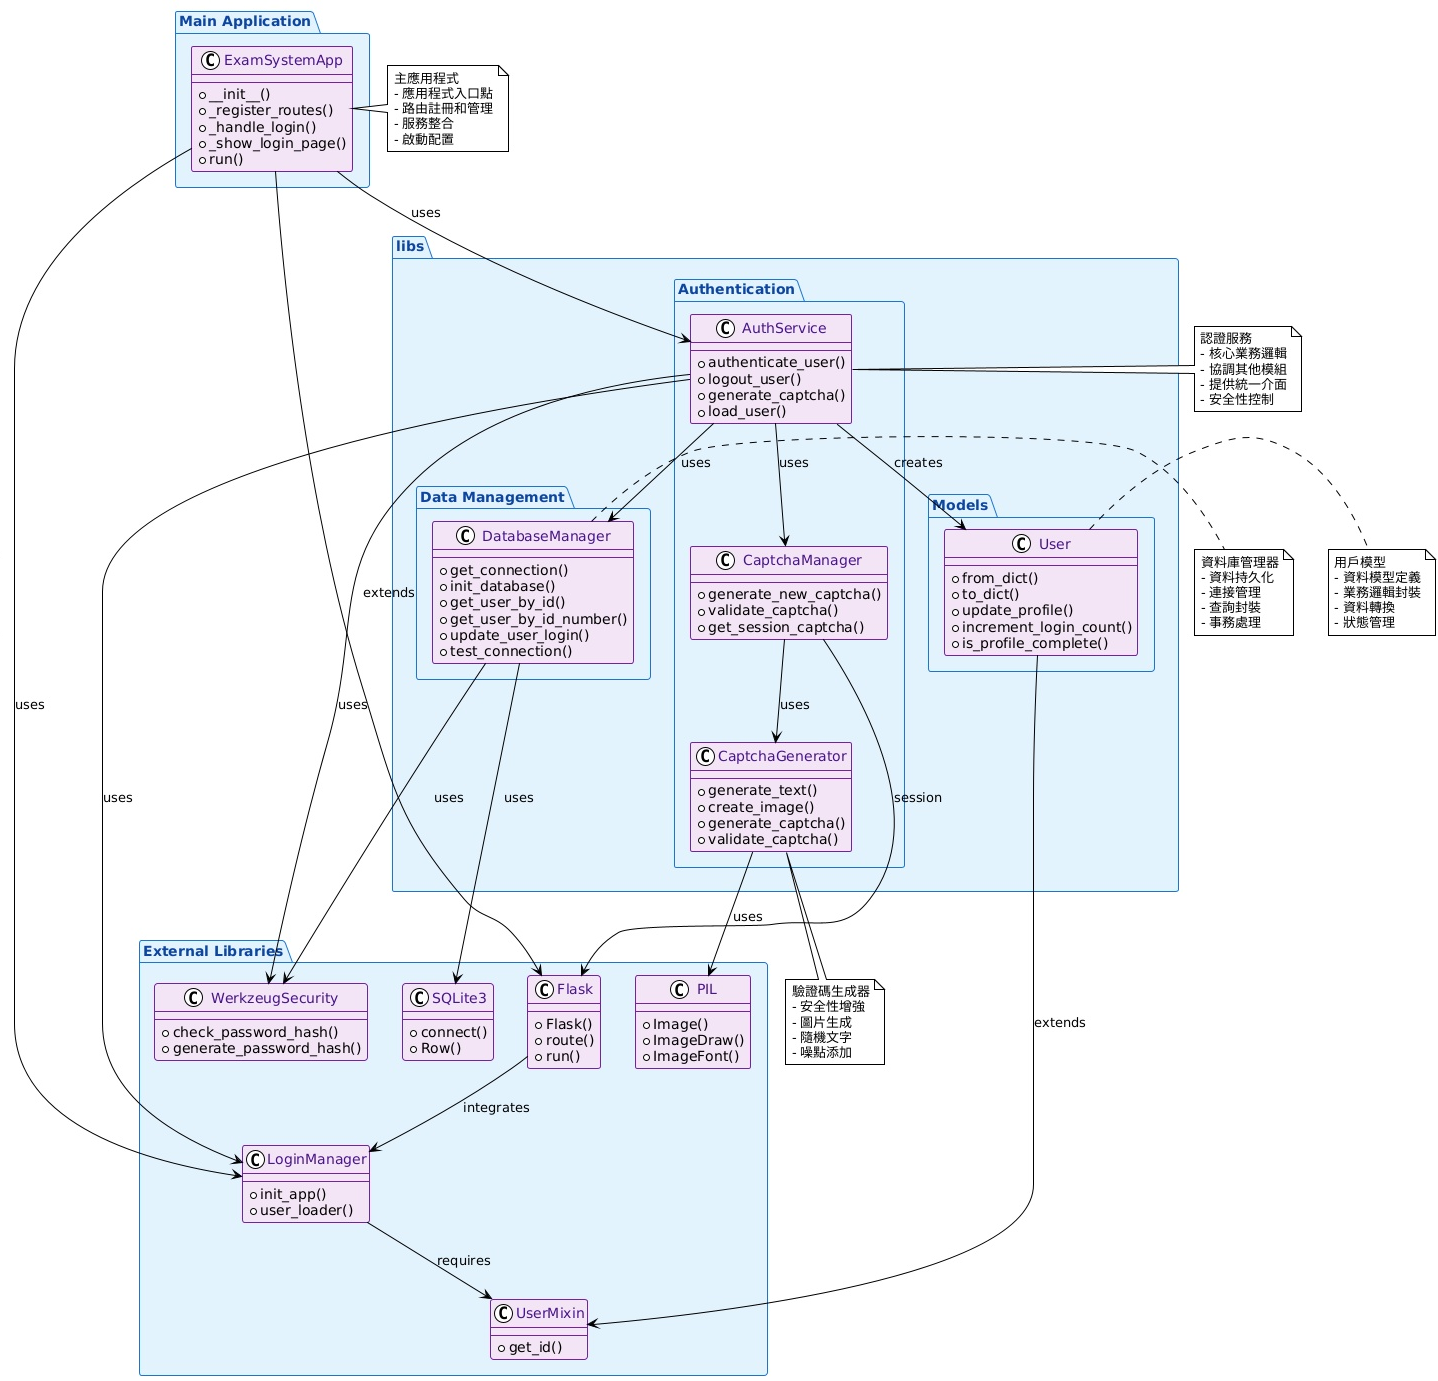 Main Application
ExamSystemApp
__init__()
_register_routes()
_handle_login()
_show_login_page()
run()
主應用程式
- 應用程式入口點
- 路由註冊和管理
- 服務整合
- 啟動配置
uses
libs
Authentication
AuthService
authenticate_user()
logout_user()
generate_captcha()
load_user()
認證服務
- 核心業務邏輯
- 協調其他模組
- 提供統一介面
- 安全性控制
uses
uses
creates
Data Management
DatabaseManager
get_connection()
init_database()
get_user_by_id()
get_user_by_id_number()
update_user_login()
test_connection()
CaptchaManager
generate_new_captcha()
validate_captcha()
get_session_captcha()
Models
User
from_dict()
to_dict()
update_profile()
increment_login_count()
is_profile_complete()
資料庫管理器
- 資料持久化
- 連接管理
- 查詢封裝
- 事務處理
用戶模型
- 資料模型定義
- 業務邏輯封裝
- 資料轉換
- 狀態管理
extends
uses
uses
uses
CaptchaGenerator
generate_text()
create_image()
generate_captcha()
validate_captcha()
uses
uses
uses
session
uses
External Libraries
WerkzeugSecurity
check_password_hash()
generate_password_hash()
SQLite3
connect()
Row()
Flask
Flask()
route()
run()
PIL
Image()
ImageDraw()
ImageFont()
驗證碼生成器
- 安全性增強
- 圖片生成
- 隨機文字
- 噪點添加
extends
integrates
LoginManager
init_app()
user_loader()
requires
UserMixin
get_id()